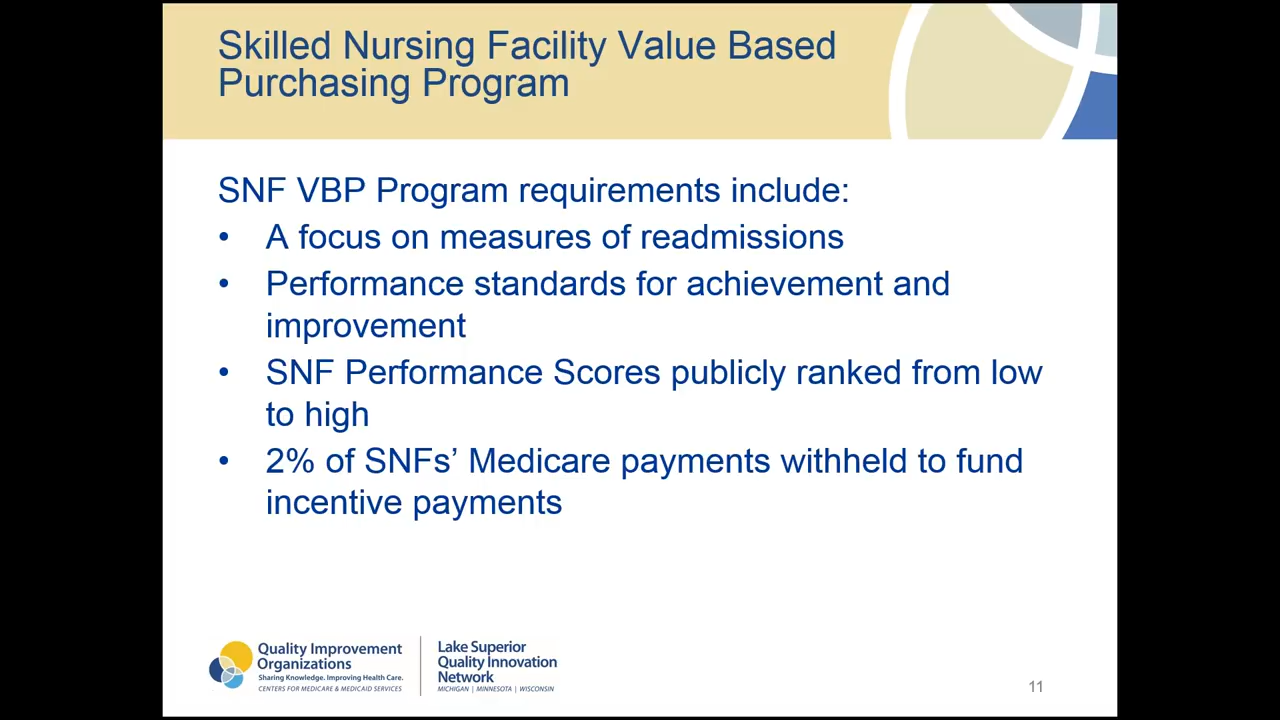 Skilled Nursing Facility Value Based
Purchasing Program
SNF VBP Program requirements include:
• A focus on measures of readmissions
• Performance standards for achievement and
improvement
• SNF Performance Scores publicly ranked from low
to high
• 2% of SNFs’ Medicare payments withheld to fund
incentive payments
Quality Improvement
Organizations
Sharing Knowledge. Improving Health Care.
CENTERS FOR MEDICARE & MEDICAID SERVICES
Lake Superior
Quality Innovation
Network
MICHIGAN | MINNESOTA | WISCONSIN
11